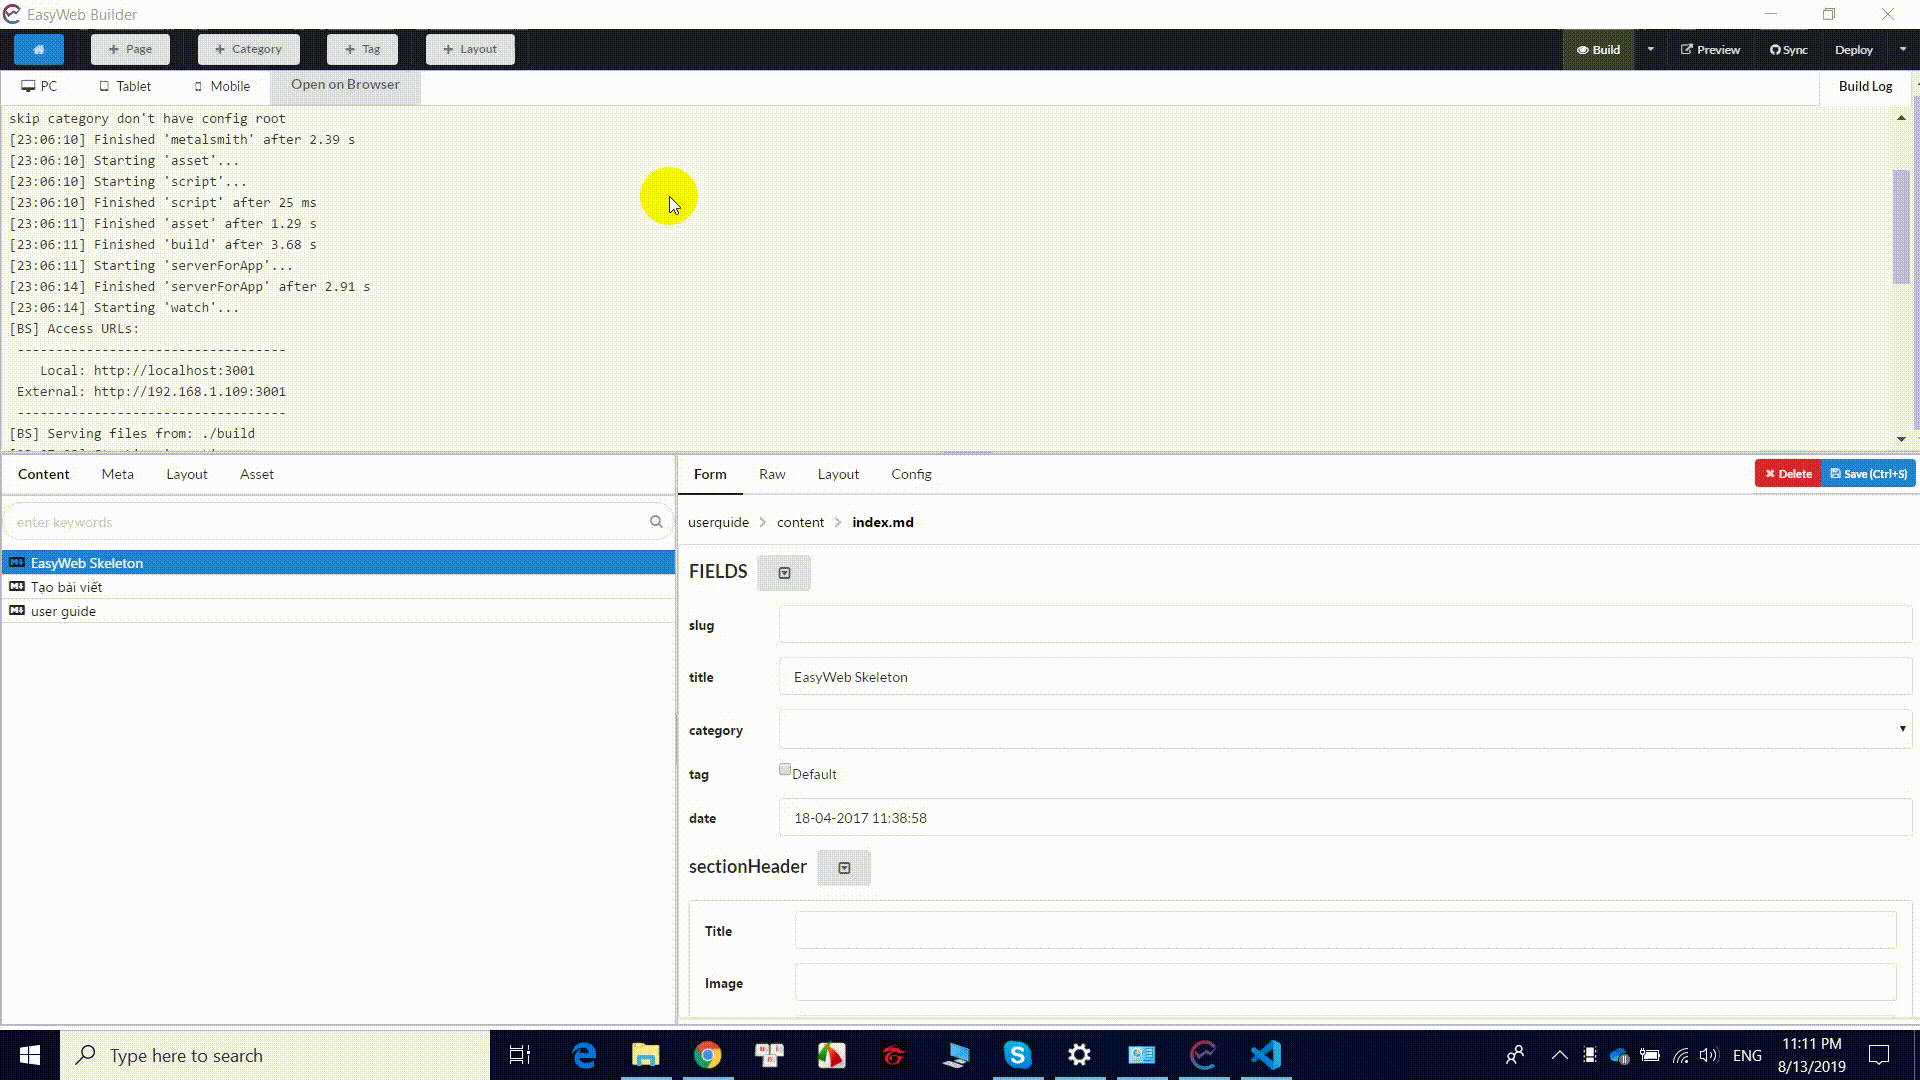 EasyWeb Builder
+ Page + Category + Tag + Layout Build Preview Sync Deploy
PC Tablet Mobile Open on Browser Build Log
skip category don't have config root
[23:06:10] Finished 'metalsmith' after 2.39 s
[23:06:10] Starting 'asset'...
[23:06:10] Starting 'script'...
[23:06:10] Finished 'script' after 25 ms
[23:06:11] Finished 'asset' after 1.29 s
[23:06:11] Finished 'build' after 3.68 s
[23:06:11] Starting 'serverForApp'...
[23:06:14] Finished 'serverForApp' after 2.91 s
[23:06:14] Starting 'watch'...
[BS] Access URLs:
-----------------------------------
Local: http://localhost:3001
External: http://192.168.1.109:3001
-----------------------------------
[BS] Serving files from: ./build
Content Meta Layout Asset
enter keywords
EasyWeb Skeleton
Tạo bài viết
user guide
Form Raw Layout Config Delete Save (Ctrl+S)
userquide > content > index.md
FIELDS
slug
title EasyWeb Skeleton
category
tag Default
date 18-04-2017 11:38:58
sectionHeader
Title
Image
Type here to search
ENG
11:11 PM
8/13/2019